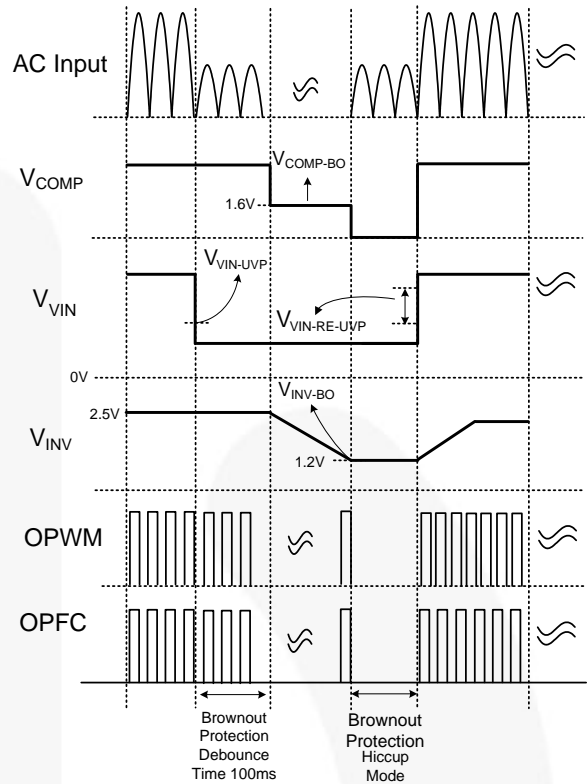 AC Input
VCOMP
VCOMP-BO
1.6V
VVIN
VVIN-UVP
VVIN-RE-UVP
0V
VINV-BO
2.5V
VINV
1.2V
OPWM
OPFC
Brownout
Protection
Debounce
Time 100ms
Brownout
Protection
Hiccup
Mode